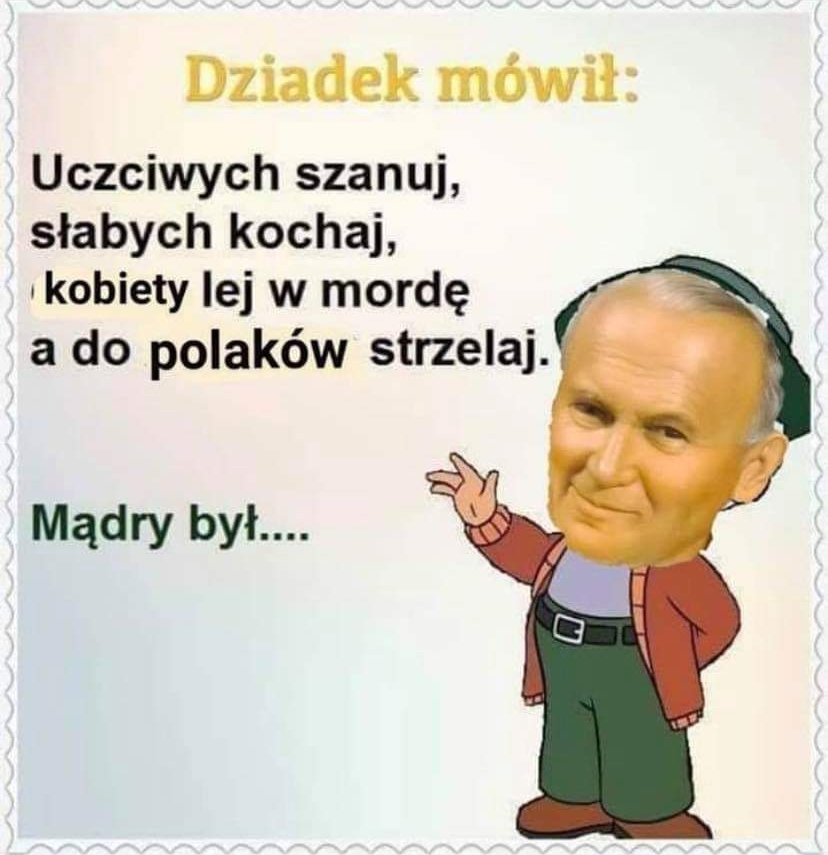 Dziadek mówił:
Uczciwych szanuj,
słabych kochaj,
kobiety lej w mordę
a do polaków strzelaj.
Mądry był....